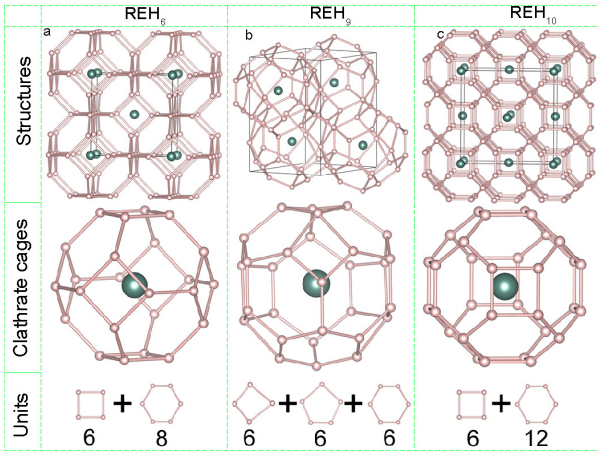 REH₆ REH₉ REH₁₀
Structures
a b c
Clathrate cages
Units
+ + + +
6 8 6 6 6 6 12